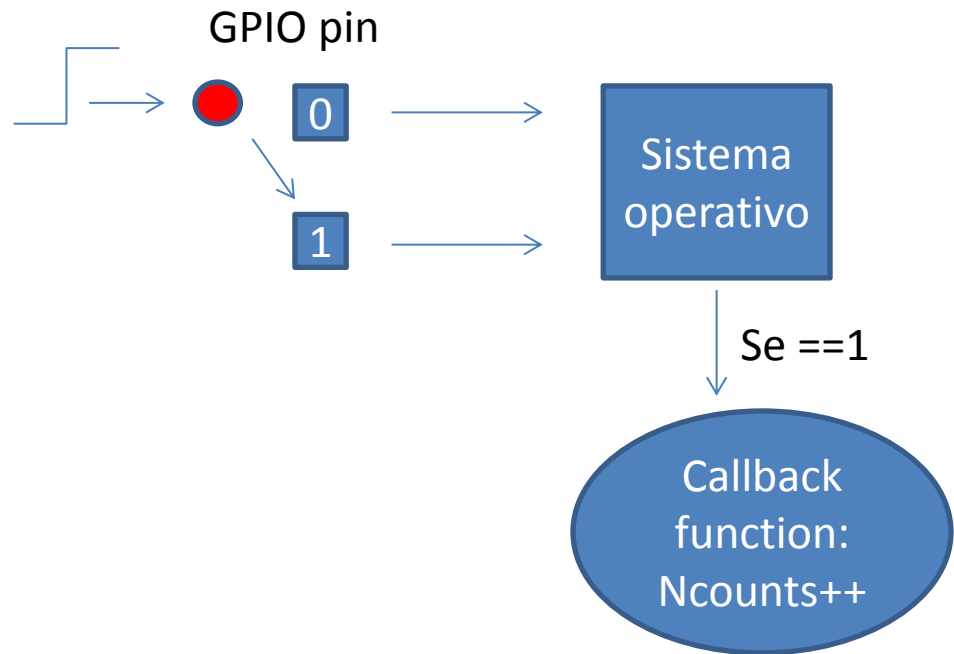 GPIO pin
0
1
Sistema
operativo
Se ==1
Callback
function:
Ncounts++